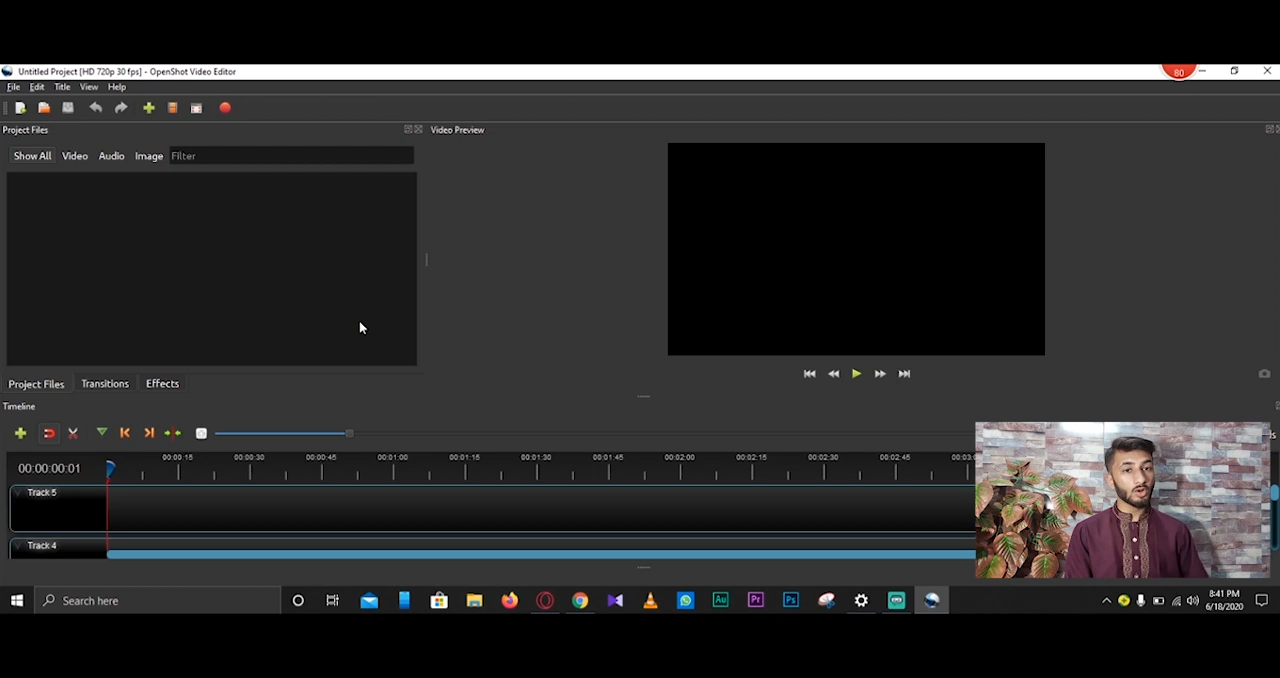 Untitled Project [HD 720p 30 fps] - OpenShot Video Editor
80
File Edit Title View Help
Project Files
Video Preview
Show All Video Audio Image Filter
Project Files Transitions Effects
Timeline
00:00:00:01
00:00:15 00:00:30 00:00:45 00:01:00 00:01:15 00:01:30 00:01:45 00:02:00 00:02:15 00:02:30 00:02:45
Track 5
Track 4
Search here
Au Pr Ps
8:41 PM
6/18/2020